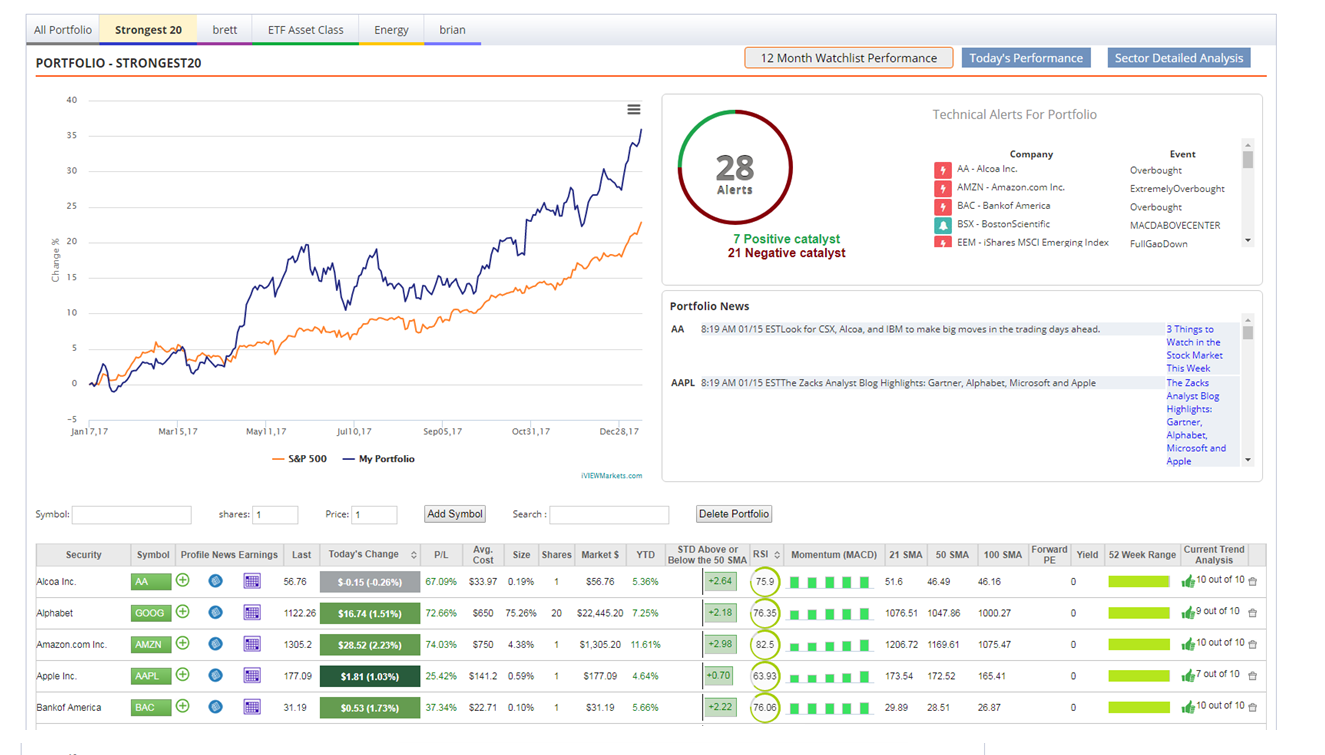 All Portfolio Strongest 20 brett ETF Asset Class Energy brian
PORTFOLIO - STRONGEST20
12 Month Watchlist Performance Today's Performance Sector Detailed Analysis
40
35
30
25
20
15
10
5
0
-5
Change %
Jan17,17 Mar15,17 May11,17 Jul10,17 Sep05,17 Oct31,17 Dec28,17
S&P 500 My Portfolio
iVIEWMarkets.com
28
Alerts
7 Positive catalyst
21 Negative catalyst
Technical Alerts For Portfolio
Company Event
AA - Alcoa Inc. Overbought
AMZN - Amazon.com Inc. ExtremelyOverbought
BAC - Bankof America Overbought
BSX - BostonScientific MACDABOVECENTER
EEM - iShares MSCI Emerging Index FullGapDown
Portfolio News
AA 8:19 AM 01/15 ESTLook for CSX, Alcoa, and IBM to make big moves in the trading days ahead.
3 Things to
Watch in the
Stock Market
This Week
AAPL 8:19 AM 01/15 ESTThe Zacks Analyst Blog Highlights: Gartner, Alphabet, Microsoft and Apple
The Zacks
Analyst Blog
Highlights:
Gartner,
Alphabet,
Microsoft and
Apple
Symbol: shares: 1 Price: 1 Add Symbol Search : Delete Portfolio
Security Symbol Profile News Earnings Last Today's Change P/L Avg. Cost Size Shares Market $ YTD STD Above or Below the 50 SMA RSI Momentum (MACD) 21 SMA 50 SMA 100 SMA Forward PE Yield 52 Week Range Current Trend Analysis
Alcoa Inc. AA 56.76 $-0.15 (-0.26%) 67.09% $33.97 0.19% 1 $56.76 5.36% +2.64 75.9 51.6 46.49 46.16 0 10 out of 10
Alphabet GOOG 1122.26 $16.74 (1.51%) 72.66% $650 75.26% 20 $22,445.20 7.25% +2.18 76.35 1076.51 1047.86 1000.27 0 9 out of 10
Amazon.com Inc. AMZN 1305.2 $28.52 (2.23%) 74.03% $750 4.38% 1 $1,305.20 11.61% +2.98 82.5 1206.72 1169.61 1075.47 0 10 out of 10
Apple Inc. AAPL 177.09 $1.81 (1.03%) 25.42% $141.2 0.59% 1 $177.09 4.64% +0.70 63.93 173.54 172.52 165.41 0 7 out of 10
Bankof America BAC 31.19 $0.53 (1.73%) 37.34% $22.71 0.10% 1 $31.19 5.66% +2.22 76.06 29.89 28.51 26.87 0 10 out of 10